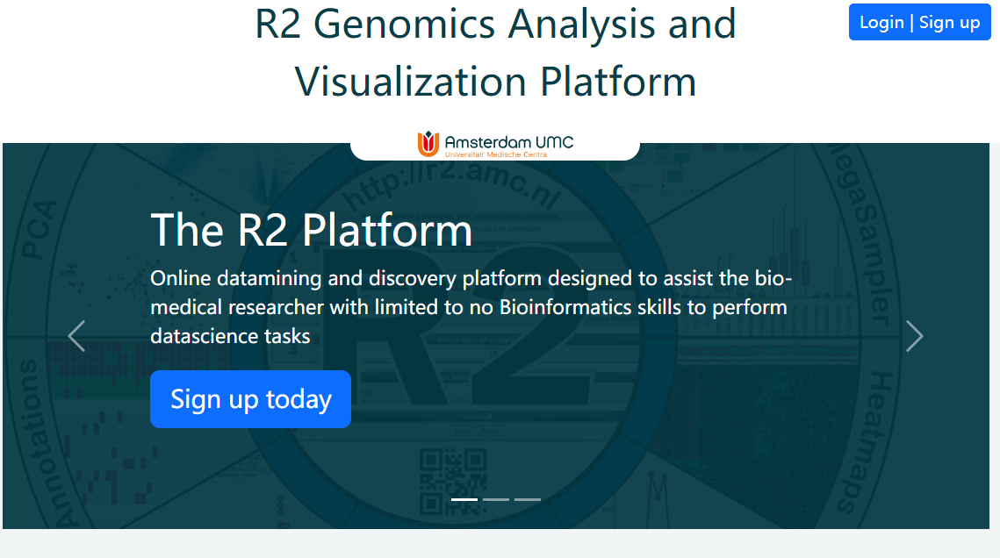 R2 Genomics Analysis and
Login | Sign up
Visualization Platform
Amsterdam UMC
Universitair Medische Centra
http://r2.amc.nl
PCA
MegaSampler
The R2 Platform
Online datamining and discovery platform designed to assist the bio-
medical researcher with limited to no Bioinformatics skills to perform
datascience tasks
R2
Sign up today
Annotations
Heatmaps